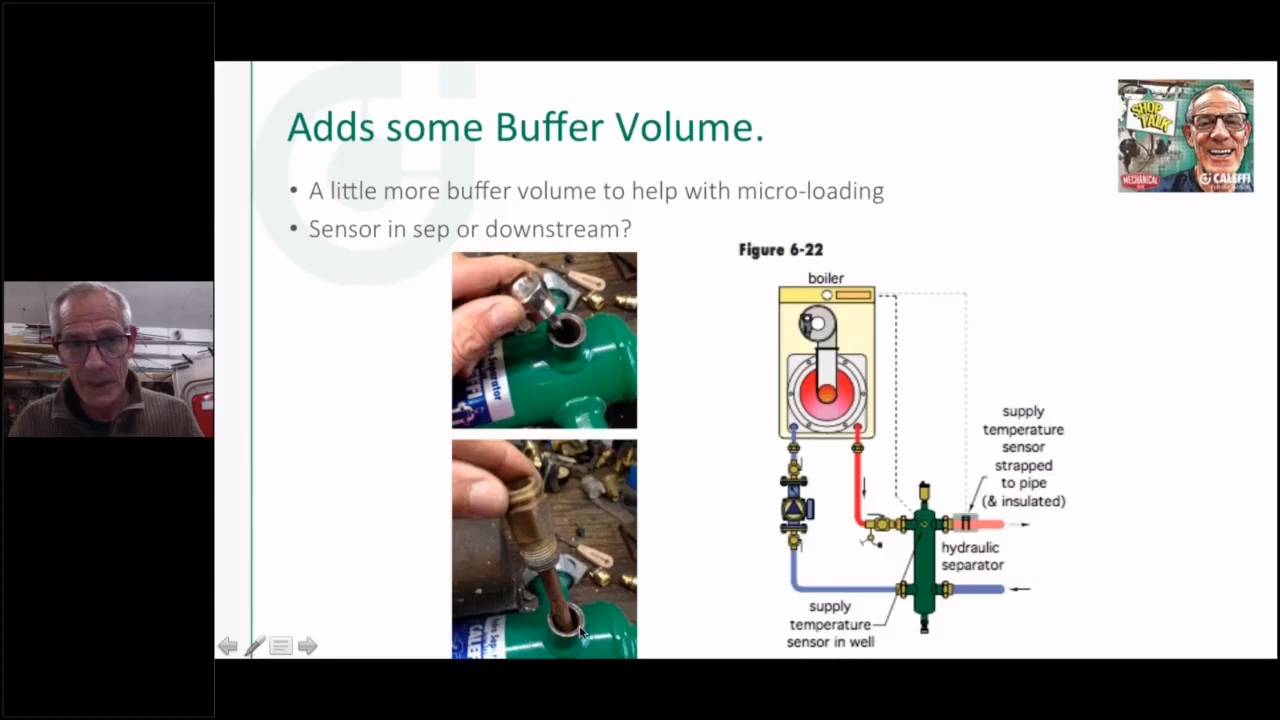 Adds some Buffer Volume.
• A little more buffer volume to help with micro-loading
• Sensor in sep or downstream?
SHOP
TALK
MECHANICAL
CALEFFI
Separator
Figure 6-22
boiler
supply
temperature
sensor
strapped
to pipe
(& insulated)
hydraulic
separator
supply
temperature
sensor in well